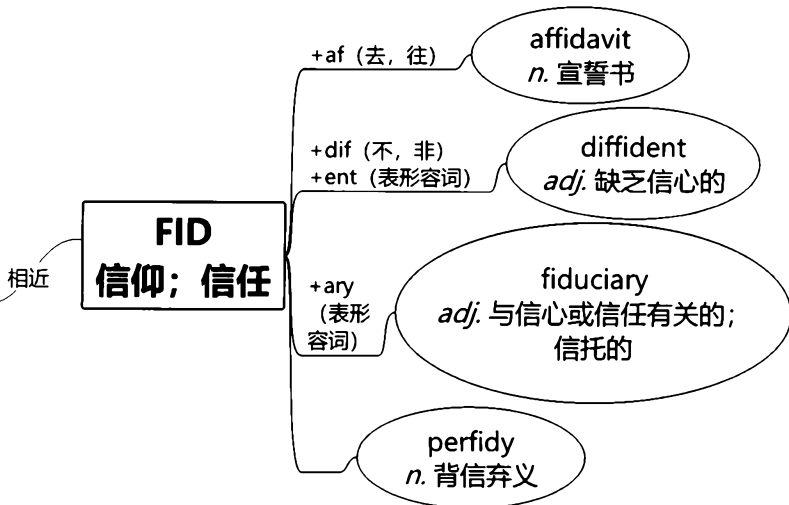 +af（去，往）
affidavit
n. 宣誓书
+dif（不，非）
+ent（表形容词）
diffident
adj. 缺乏信心的
FID
信仰；信任
相近
+ary
（表形
容词）
fiduciary
adj. 与信心或信任有关的；
信托的
perfidy
n. 背信弃义